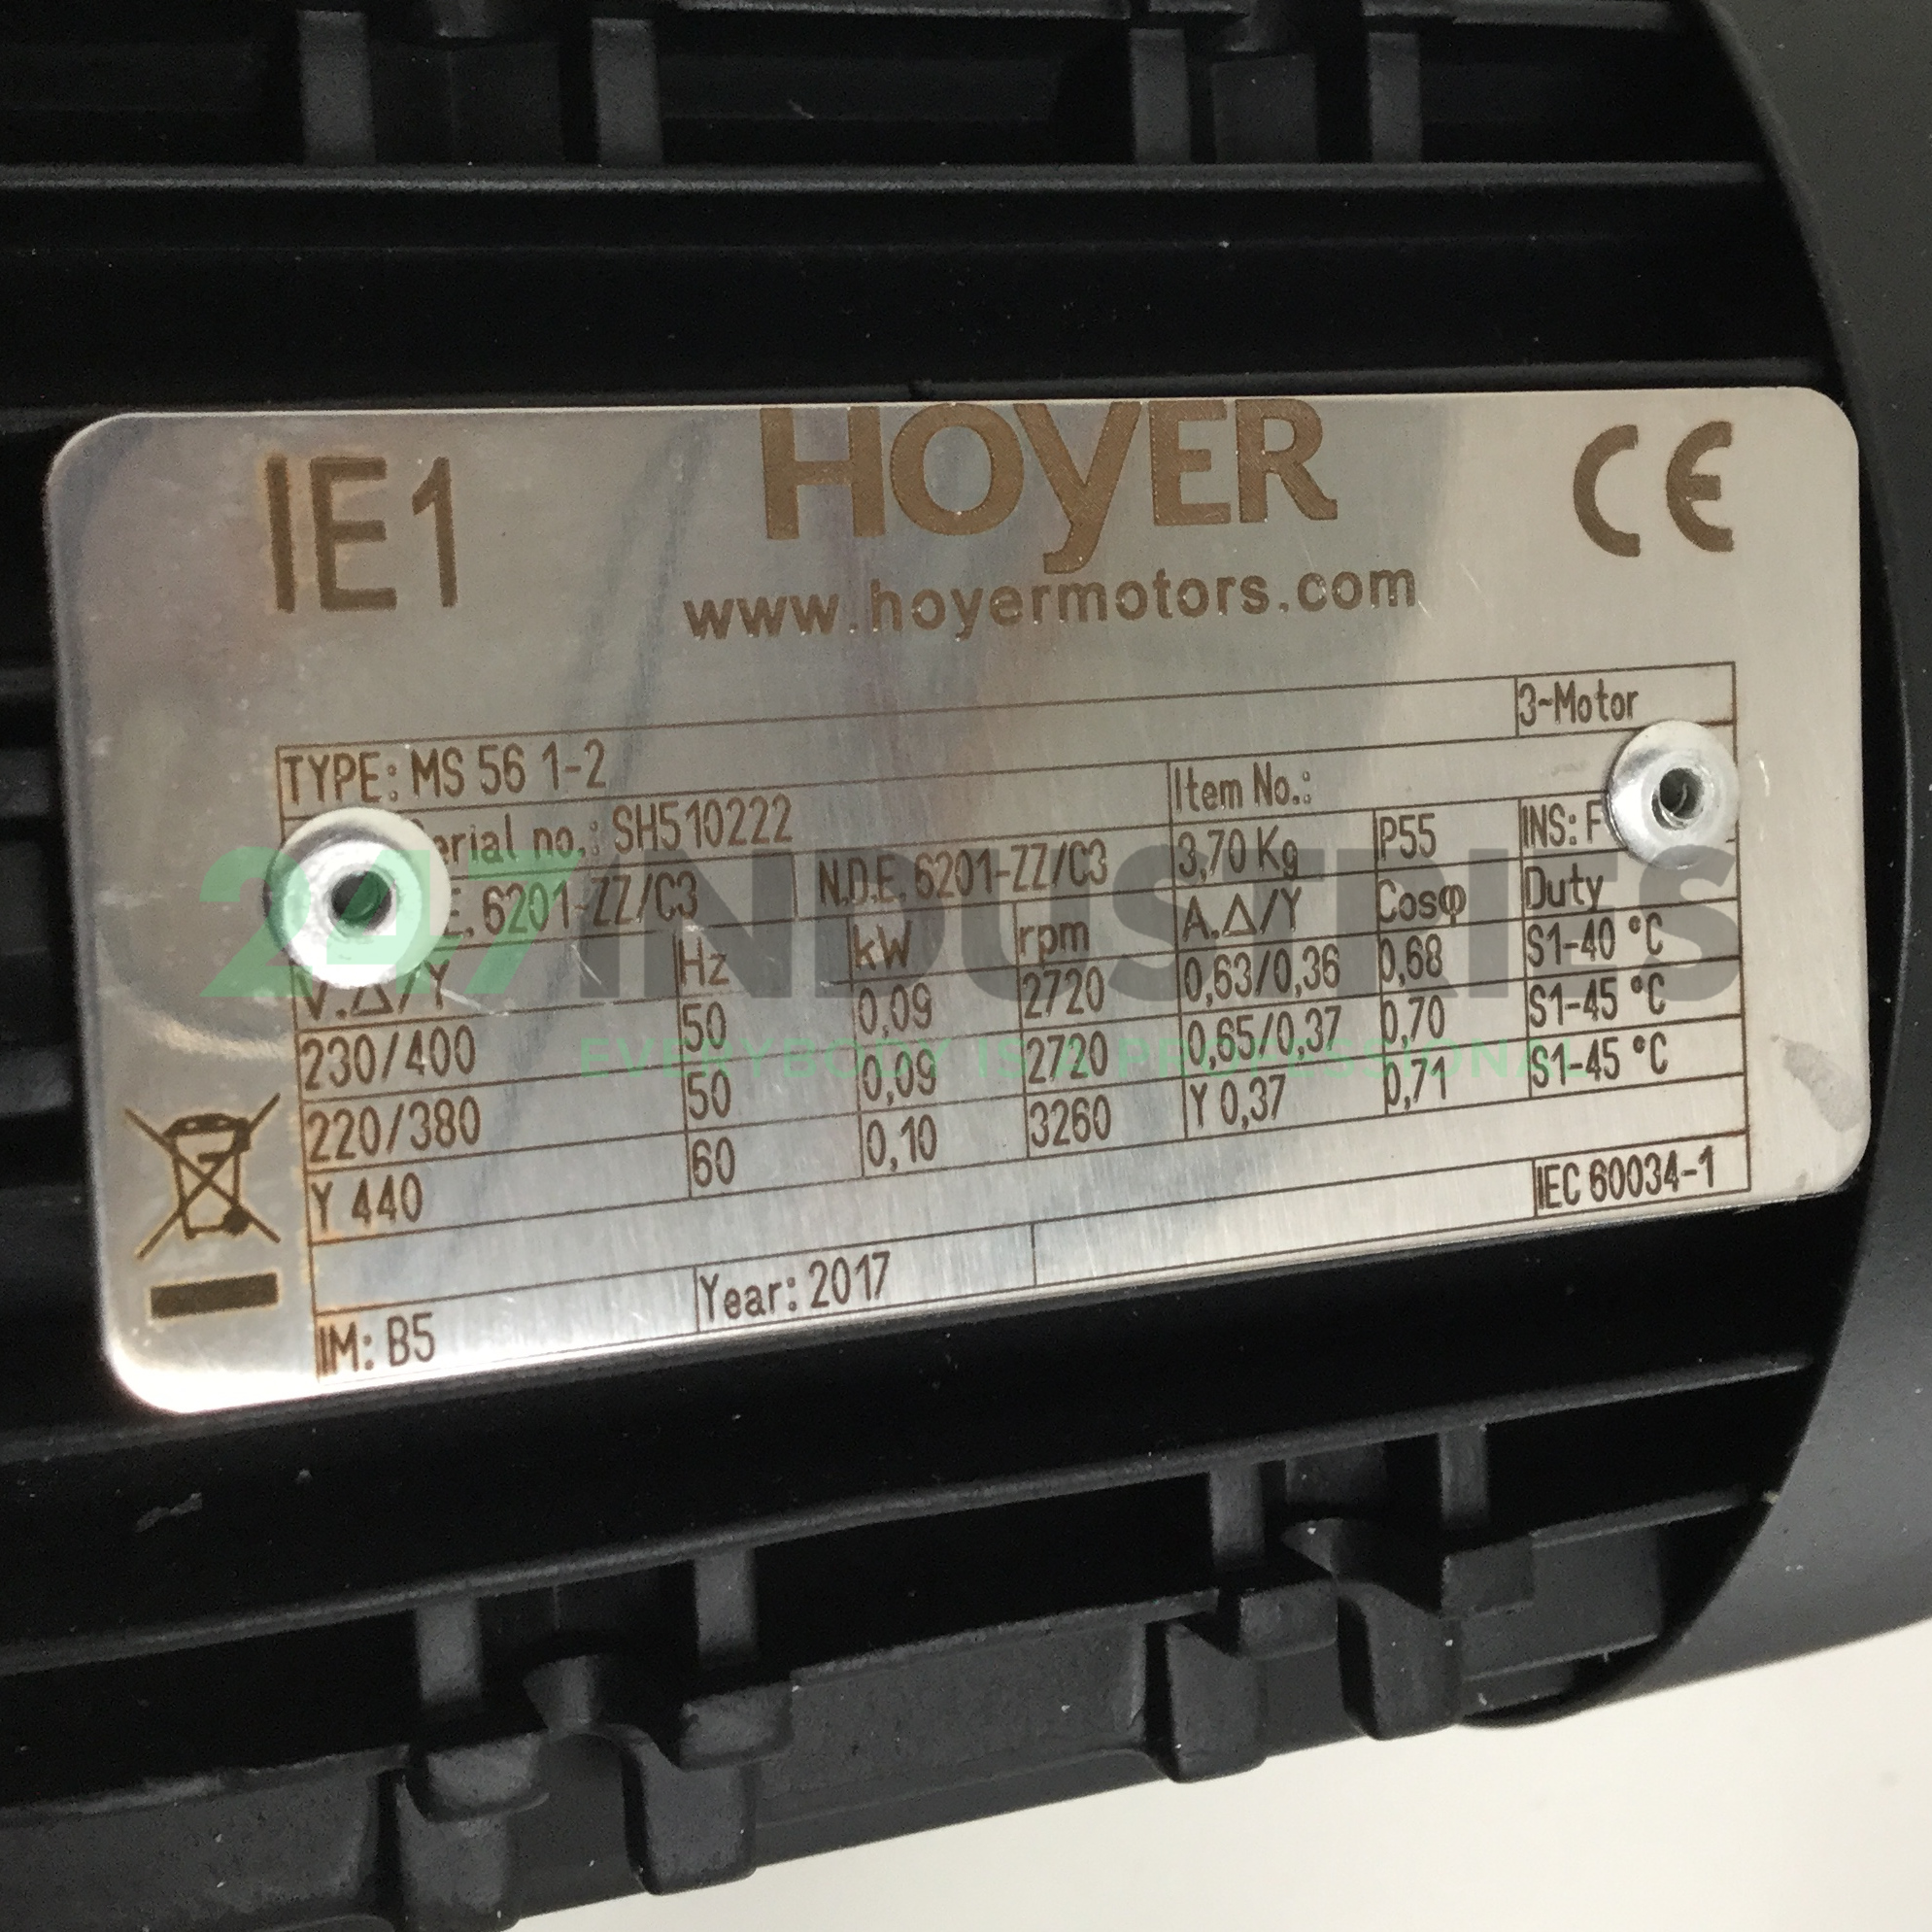 IE1 HOYER CE
www.hoyermotors.com
3~Motor
TYPE: MS 56 1-2
Serial no.: SH510222 Item No.:
E. 6201-ZZ/C3 N.D.E. 6201-ZZ/C3 3,70 Kg P55 INS: F
V.Δ/Y Hz kW rpm A.Δ/Y Cosφ Duty
230/400 50 0,09 2720 0,63/0,36 0,68 S1-40 °C
220/380 50 0,09 2720 0,65/0,37 0,70 S1-45 °C
Y 440 60 0,10 3260 Y 0,37 0,71 S1-45 °C
IEC 60034-1
IM: B5 Year: 2017
247INDUSTRIES
EVERYBODY IS A PROFESSIONAL